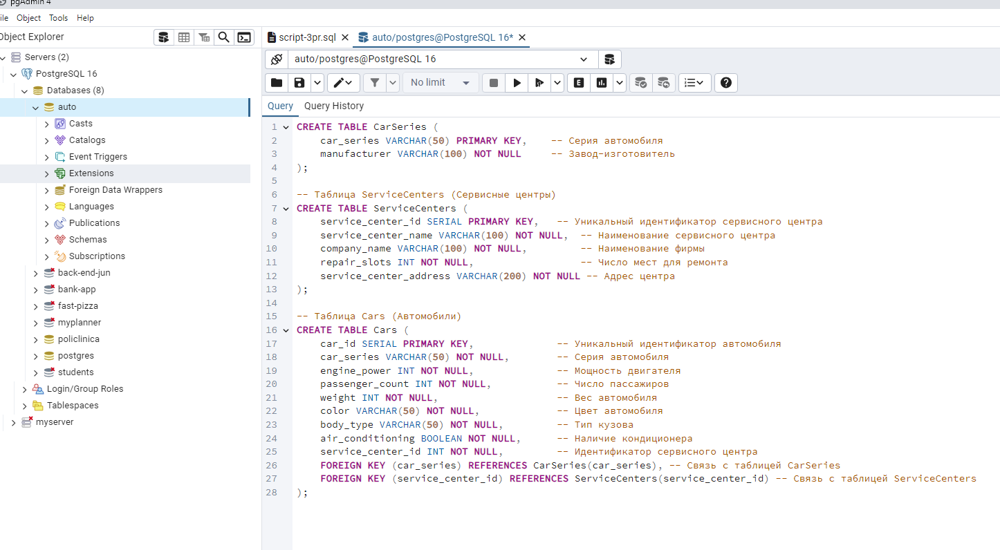 pgAdmin 4
ile Object Tools Help
Object Explorer
Servers (2)
PostgreSQL 16
Databases (8)
auto
Casts
Catalogs
Event Triggers
Extensions
Foreign Data Wrappers
Languages
Publications
Schemas
Subscriptions
back-end-jun
bank-app
fast-pizza
myplanner
policlinica
postgres
students
Login/Group Roles
Tablespaces
myserver
script-3pr.sql
auto/postgres@PostgreSQL 16*
auto/postgres@PostgreSQL 16
No limit
E
Query Query History
1 CREATE TABLE CarSeries (
2 car_series VARCHAR(50) PRIMARY KEY, -- Серия автомобиля
3 manufacturer VARCHAR(100) NOT NULL -- Завод-изготовитель
4 );
5
6 -- Таблица ServiceCenters (Сервисные центры)
7 CREATE TABLE ServiceCenters (
8 service_center_id SERIAL PRIMARY KEY, -- Уникальный идентификатор сервисного центра
9 service_center_name VARCHAR(100) NOT NULL, -- Наименование сервисного центра
10 company_name VARCHAR(100) NOT NULL, -- Наименование фирмы
11 repair_slots INT NOT NULL, -- Число мест для ремонта
12 service_center_address VARCHAR(200) NOT NULL -- Адрес центра
13 );
14
15 -- Таблица Cars (Автомобили)
16 CREATE TABLE Cars (
17 car_id SERIAL PRIMARY KEY, -- Уникальный идентификатор автомобиля
18 car_series VARCHAR(50) NOT NULL, -- Серия автомобиля
19 engine_power INT NOT NULL, -- Мощность двигателя
20 passenger_count INT NOT NULL, -- Число пассажиров
21 weight INT NOT NULL, -- Вес автомобиля
22 color VARCHAR(50) NOT NULL, -- Цвет автомобиля
23 body_type VARCHAR(50) NOT NULL, -- Тип кузова
24 air_conditioning BOOLEAN NOT NULL, -- Наличие кондиционера
25 service_center_id INT NOT NULL, -- Идентификатор сервисного центра
26 FOREIGN KEY (car_series) REFERENCES CarSeries(car_series), -- Связь с таблицей CarSeries
27 FOREIGN KEY (service_center_id) REFERENCES ServiceCenters(service_center_id) -- Связь с таблицей ServiceCenters
28 );